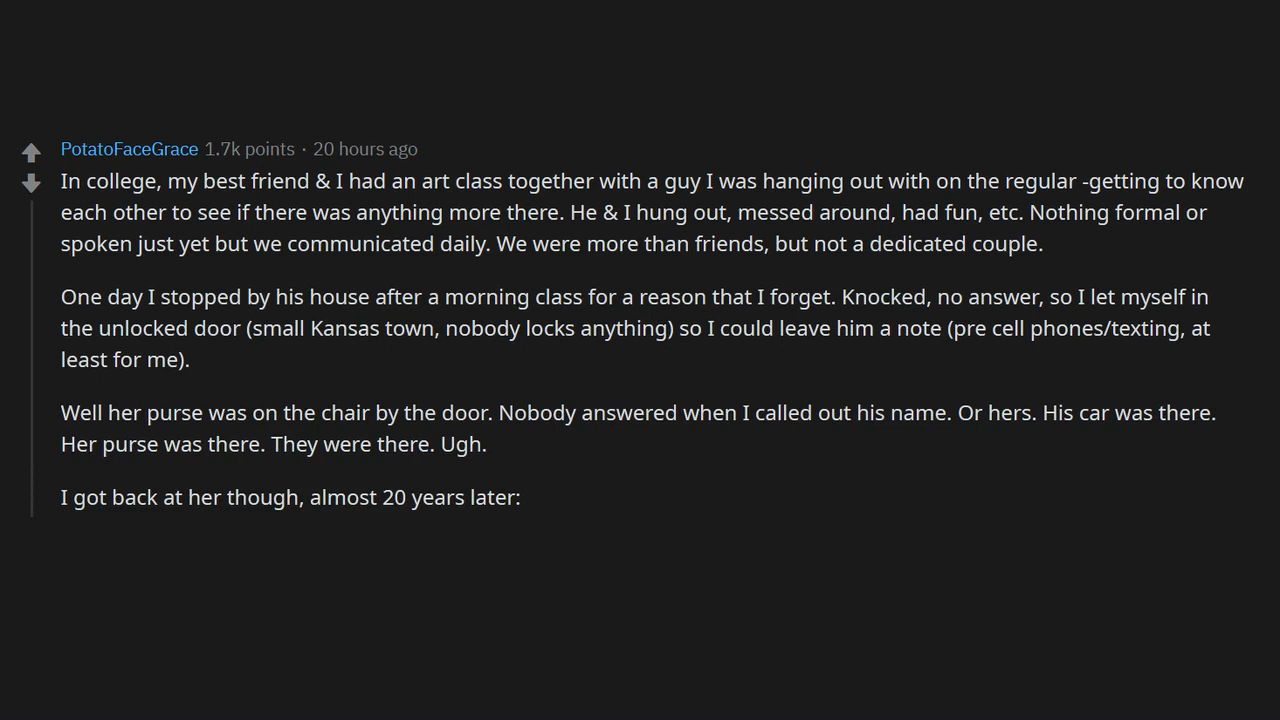 PotatoFaceGrace 1.7k points · 20 hours ago
In college, my best friend & I had an art class together with a guy I was hanging out with on the regular -getting to know
each other to see if there was anything more there. He & I hung out, messed around, had fun, etc. Nothing formal or
spoken just yet but we communicated daily. We were more than friends, but not a dedicated couple.
One day I stopped by his house after a morning class for a reason that I forget. Knocked, no answer, so I let myself in
the unlocked door (small Kansas town, nobody locks anything) so I could leave him a note (pre cell phones/texting, at
least for me).
Well her purse was on the chair by the door. Nobody answered when I called out his name. Or hers. His car was there.
Her purse was there. They were there. Ugh.
I got back at her though, almost 20 years later: